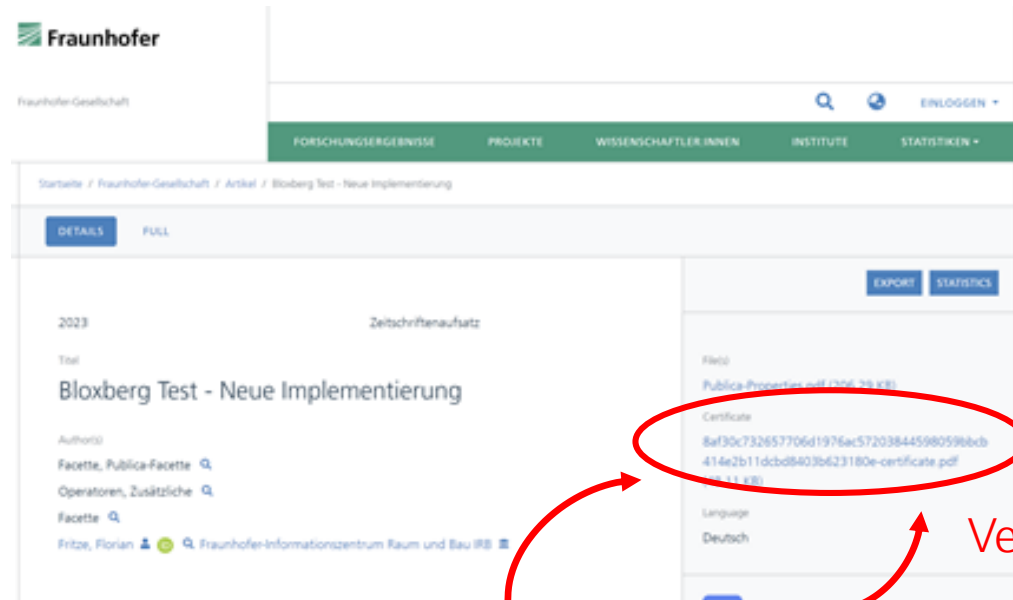 Fraunhofer
Fraunhofer-Gesellschaft
EINLOGGEN
FORSCHUNGSERGEBNISSE PROJEKTE WISSENSCHAFTLER:INNEN INSTITUTE STATISTIKEN
Startseite / Fraunhofer-Gesellschaft / Artikel / Bloxberg Test - Neue Implementierung
DETAILS FULL
EXPORT STATISTICS
2023 Zeitschriftenaufsatz
Titel
Bloxberg Test - Neue Implementierung
Author(s)
Facette, Publica-Facette
Operatoren, Zusätzliche
Facette
Fritze, Florian Fraunhofer-Informationszentrum Raum und Bau IRB
File(s)
Publica-Properties.pdf (206.29 KB)
Certificate
8af30c732657706d1976ac57203844598059bbcb
414e2b11dcbd8403b623180e-certificate.pdf
KB)
Language
Deutsch
Ve